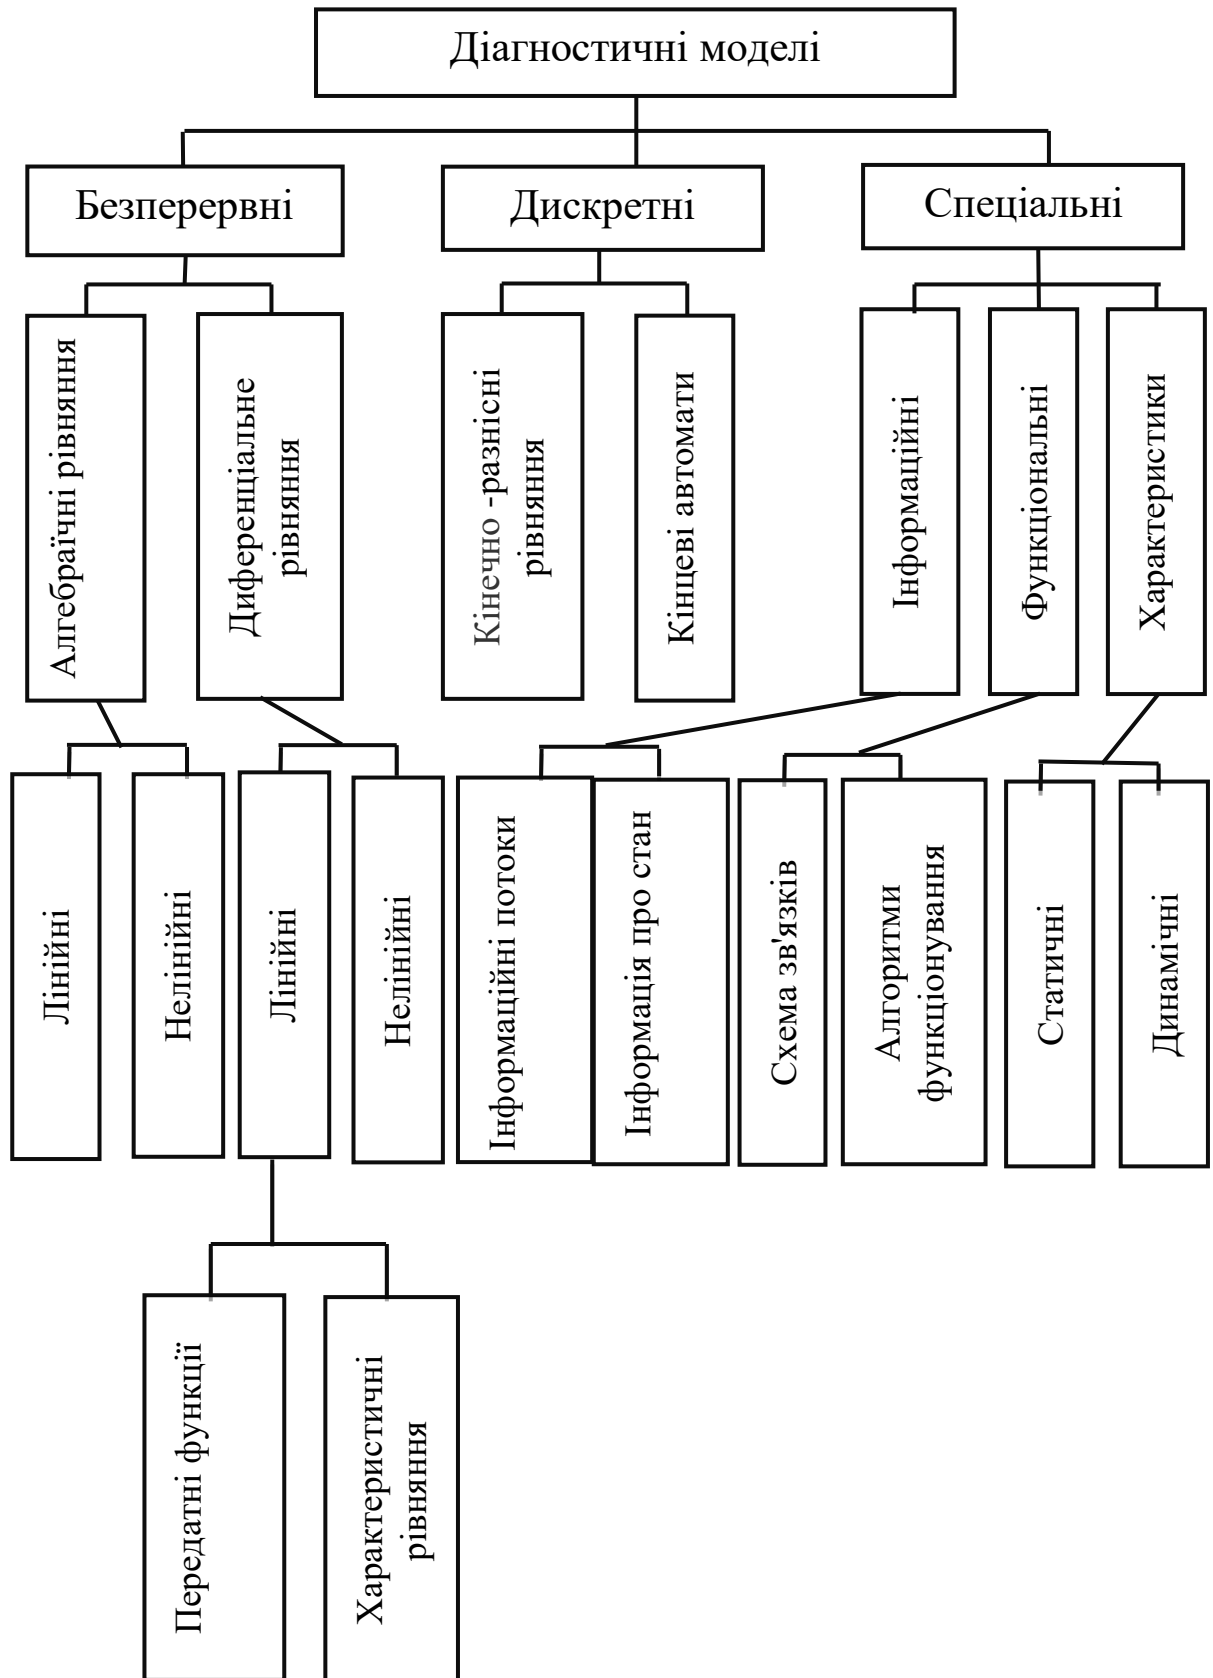 Діагностичні моделі
Безперервні
Дискретні
Спеціальні
Алгебраїчні рівняння
Диференціальне
рівняння
Кінечно -разнісні
рівняння
Кінцеві автомати
Інформаційні
Функціональні
Характеристики
Лінійні
Нелінійні
Лінійні
Нелінійні
Інформаційні потоки
Інформація про стан
Схема зв'язків
Алгоритми
функціонування
Статичні
Динамічні
Передатні функції
Характеристичні
рівняння